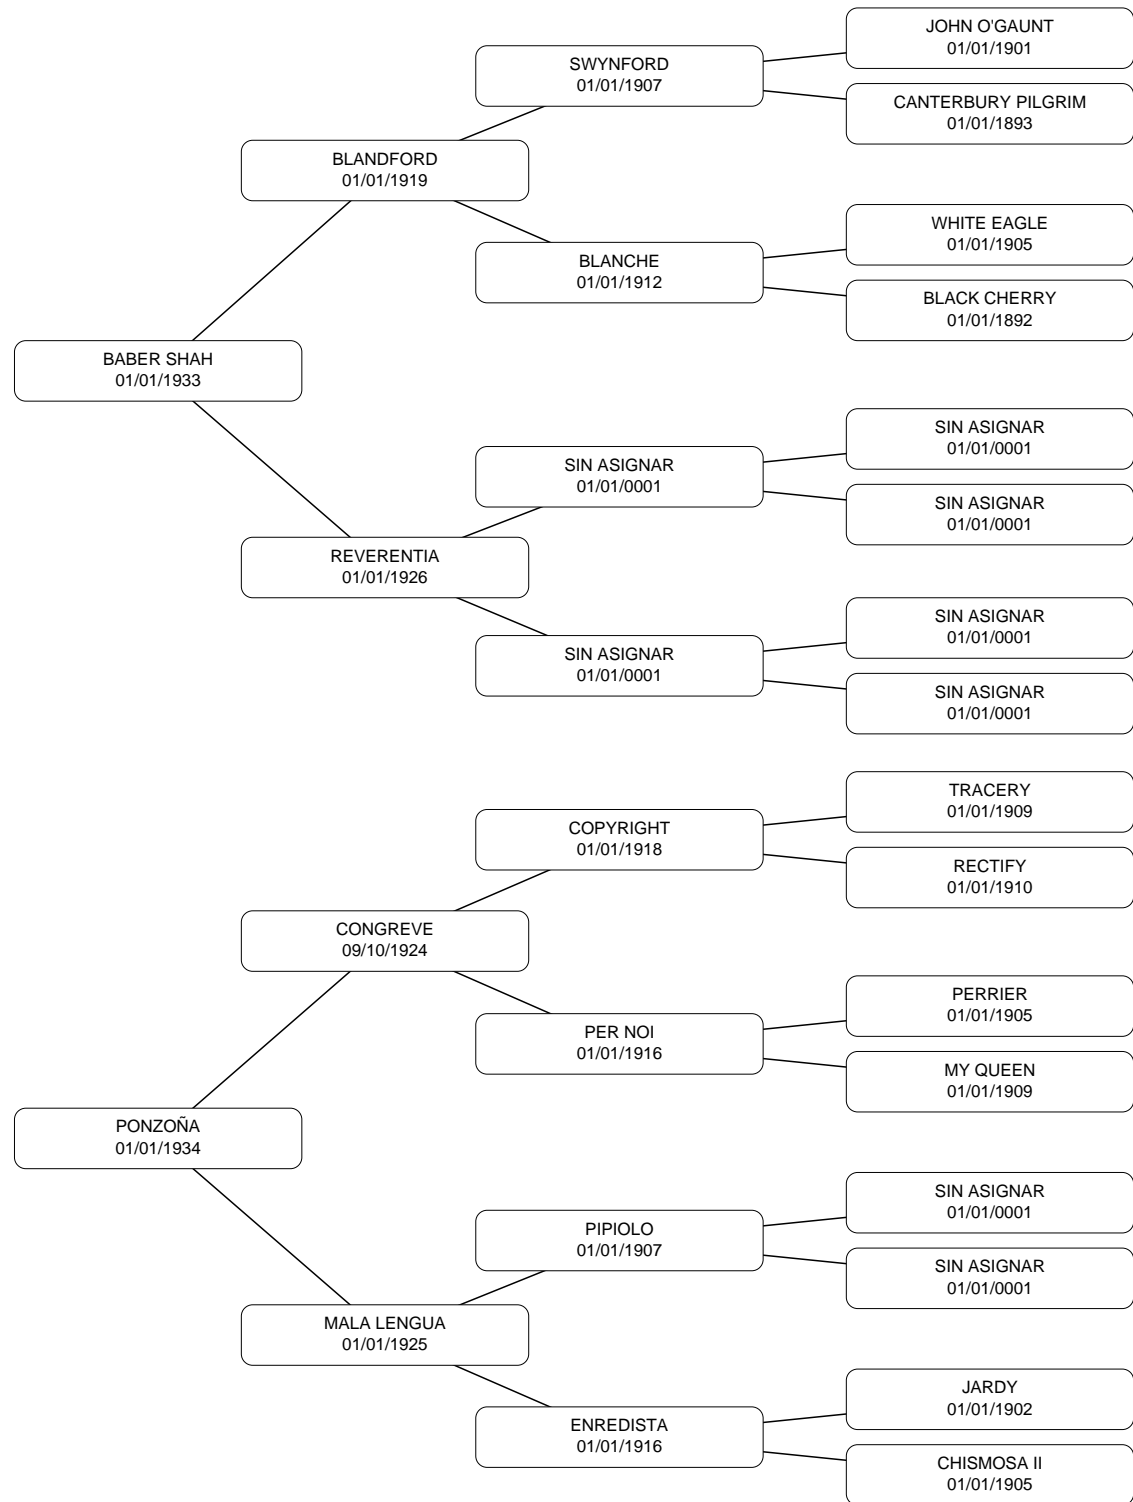 JOHN O'GAUNT
01/01/1901
SWYNFORD
01/01/1907
CANTERBURY PILGRIM
01/01/1893
BLANDFORD
01/01/1919
WHITE EAGLE
01/01/1905
BLANCHE
01/01/1912
BLACK CHERRY
01/01/1892
BABER SHAH
01/01/1933
SIN ASIGNAR
01/01/0001
SIN ASIGNAR
01/01/0001
SIN ASIGNAR
01/01/0001
REVERENTIA
01/01/1926
SIN ASIGNAR
01/01/0001
SIN ASIGNAR
01/01/0001
SIN ASIGNAR
01/01/0001
TRACERY
01/01/1909
COPYRIGHT
01/01/1918
RECTIFY
01/01/1910
CONGREVE
09/10/1924
PERRIER
01/01/1905
PER NOI
01/01/1916
MY QUEEN
01/01/1909
PONZOÑA
01/01/1934
SIN ASIGNAR
01/01/0001
PIPIOLO
01/01/1907
SIN ASIGNAR
01/01/0001
MALA LENGUA
01/01/1925
JARDY
01/01/1902
ENREDISTA
01/01/1916
CHISMOSA II
01/01/1905